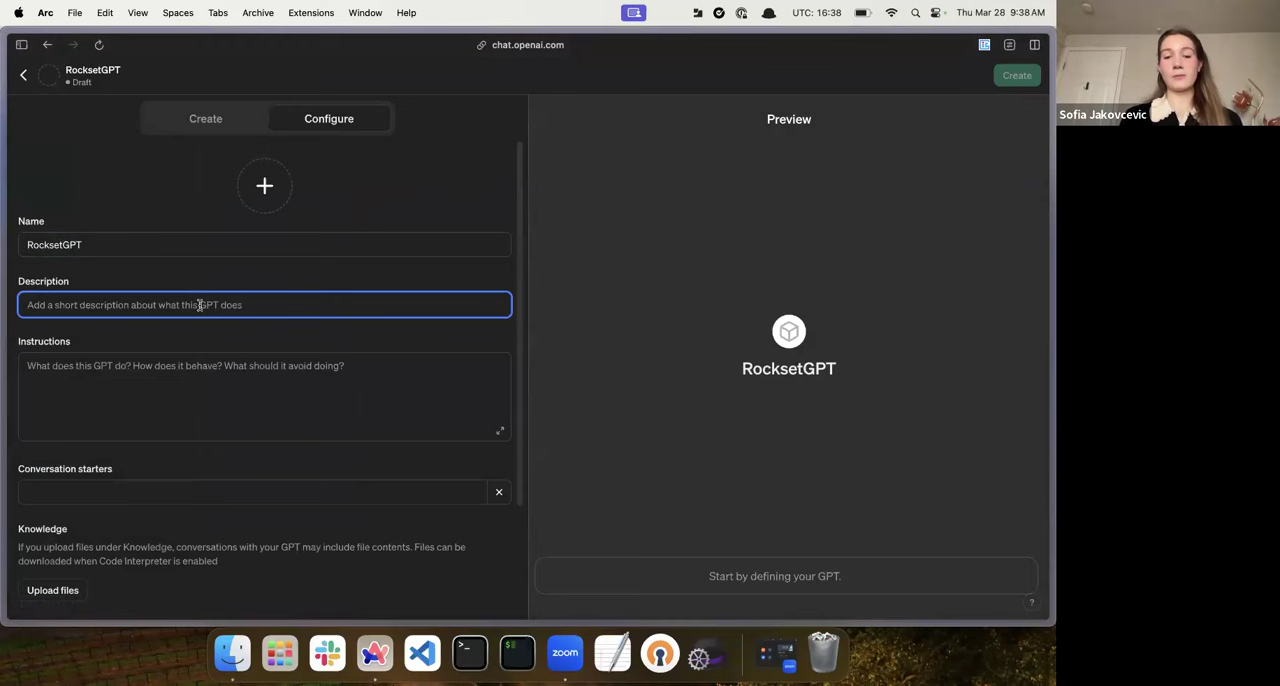 Arc File Edit View Spaces Tabs Archive Extensions Window Help UTC: 16:38 Thu Mar 28 9:38 AM
chat.openai.com
RocksetGPT
Draft
Create
Create Configure
Preview
Name
RocksetGPT
Description
Add a short description about what this GPT does
Instructions
What does this GPT do? How does it behave? What should it avoid doing?
Conversation starters
Knowledge
If you upload files under Knowledge, conversations with your GPT may include file contents. Files can be
downloaded when Code Interpreter is enabled
Upload files
RocksetGPT
Start by defining your GPT.
?
Sofia Jakovcevic
zoom